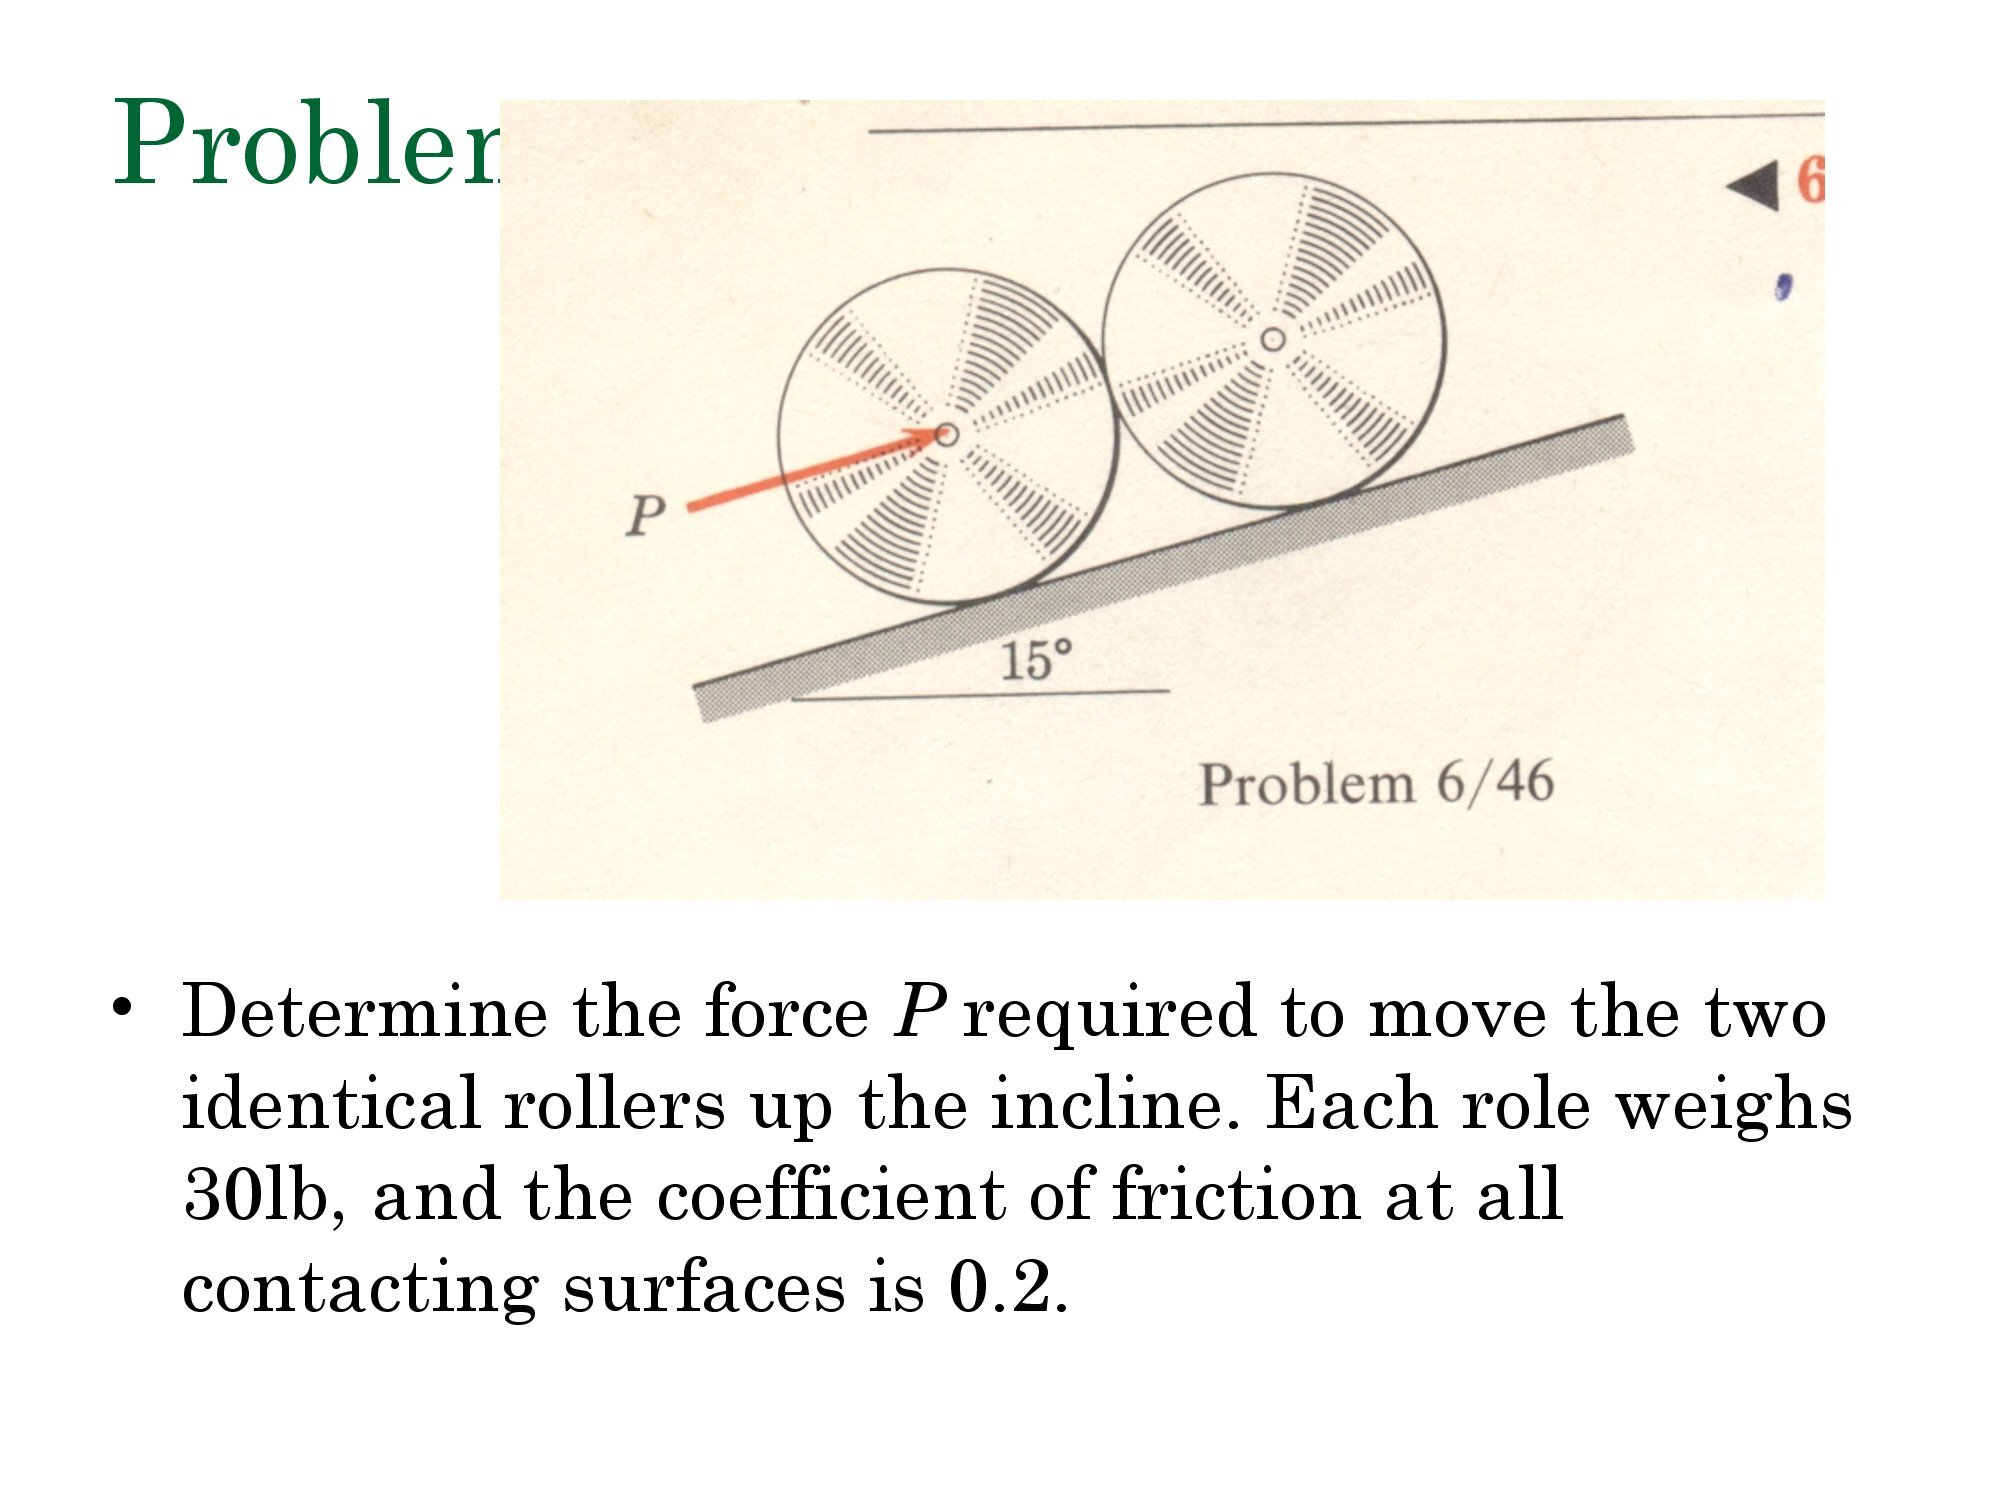 Problem
6
P
15°
Problem 6/46
• Determine the force P required to move the two
identical rollers up the incline. Each role weighs
30lb, and the coefficient of friction at all
contacting surfaces is 0.2.